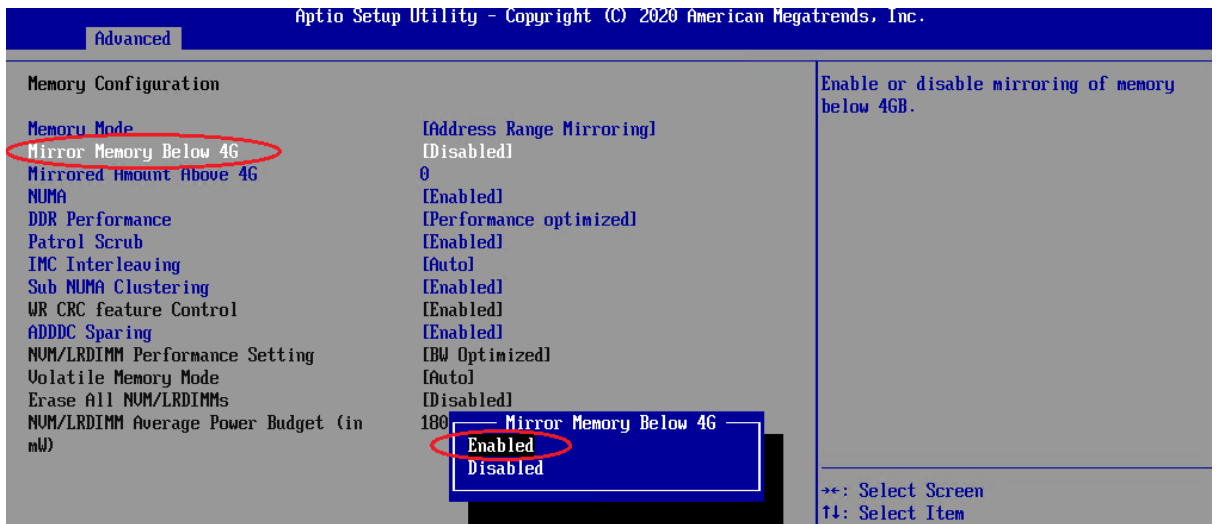 Aptio Setup Utility - Copyright (C) 2020 American Megatrends, Inc.
Advanced
Memory Configuration
Memory Mode [Address Range Mirroring]
Mirror Memory Below 4G [Disabled]
Mirrored Amount Above 4G 0
NUMA [Enabled]
DDR Performance [Performance optimized]
Patrol Scrub [Enabled]
IMC Interleaving [Auto]
Sub NUMA Clustering [Enabled]
WR CRC feature Control [Enabled]
ADDDC Sparing [Enabled]
NVM/LRDIMM Performance Setting [BW Optimized]
Volatile Memory Mode [Auto]
Erase All NVM/LRDIMMs [Disabled]
NVM/LRDIMM Average Power Budget (in 180
mW)
Mirror Memory Below 4G
Enabled
Disabled
Enable or disable mirroring of memory
below 4GB.
→←: Select Screen
↑↓: Select Item